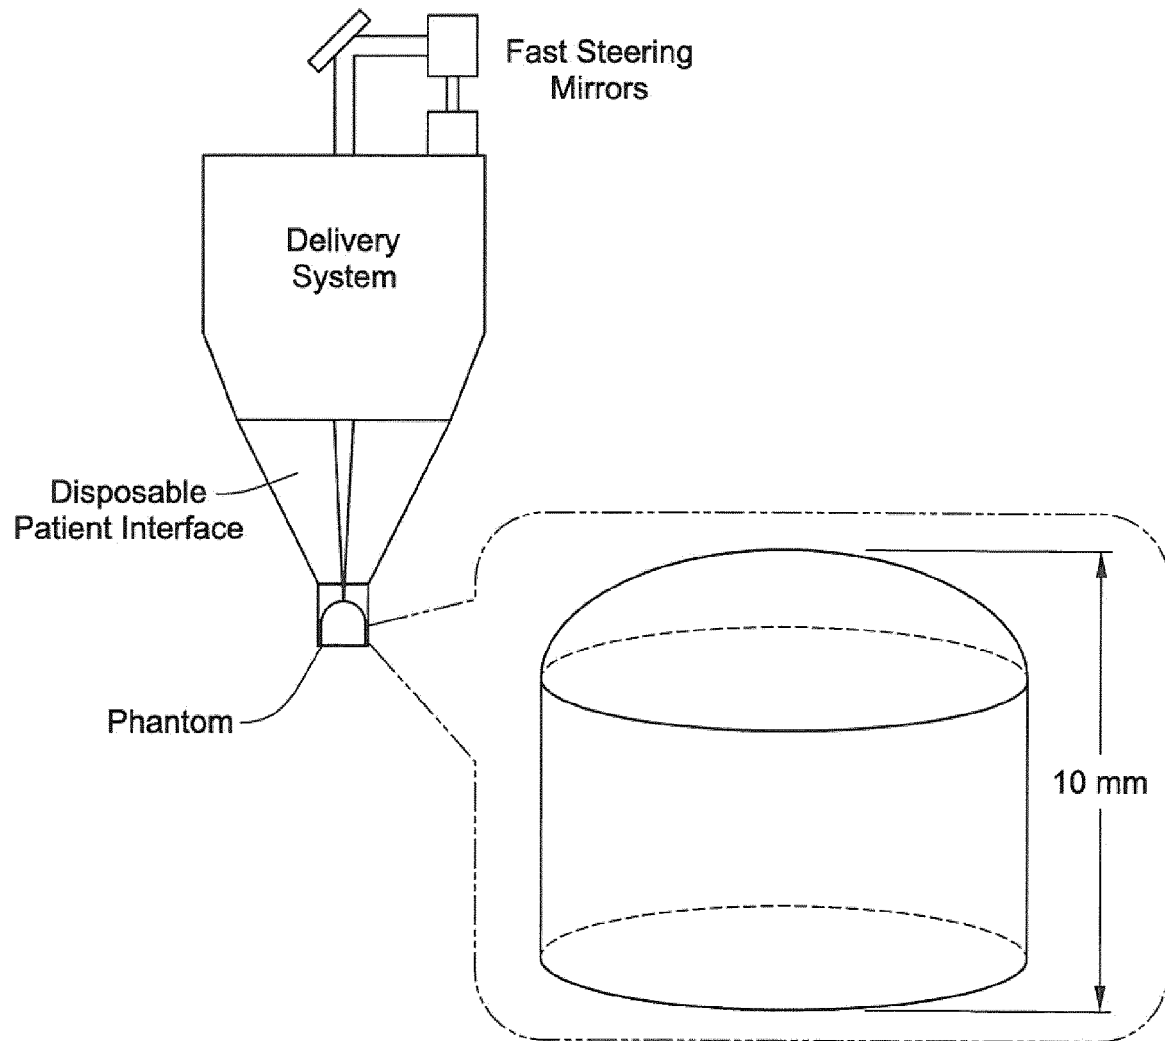 Fast Steering
Mirrors
Delivery
System
Disposable
Patient Interface
Phantom
10 mm